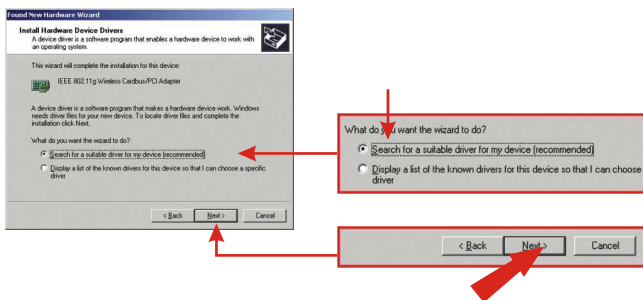 Found New Hardware Wizard
Install Hardware Device Drivers
A device driver is a software program that enables a hardware device to work with
an operating system.
This wizard will complete the installation for this device:
IEEE 802.11g Wireless Cardbus/PCI Adapter
A device driver is a software program that makes a hardware device work. Windows
needs driver files for your new device. To locate driver files and complete the
installation click Next.
What do you want the wizard to do?
Search for a suitable driver for my device (recommended)
Display a list of the known drivers for this device so that I can choose a specific
driver
< Back Next > Cancel
What do you want the wizard to do?
Search for a suitable driver for my device (recommended)
Display a list of the known drivers for this device so that I can choose
driver
< Back Next > Cancel